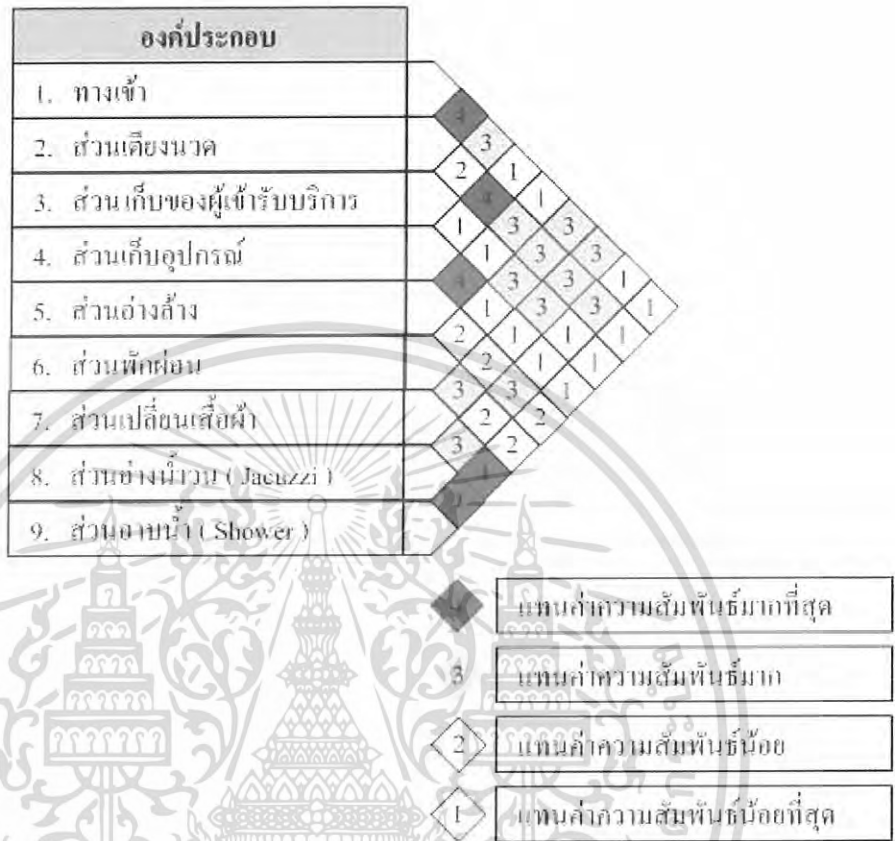 องค์ประกอบ
1. ทางเข้า
4
3
2. ส่วนเตียงนวด
2 1
3. ส่วนเก็บของผู้เข้ารับบริการ
4 1
1 3 3
4. ส่วนเก็บอุปกรณ์
1 3 3
4 3 3 1
5. ส่วนอ่างล้าง
1 3 3 1
2 1 1 1
6. ส่วนพักผ่อน
2 1 1
3 3 1
7. ส่วนเปลี่ยนเสื้อผ้า
2 2
3 2
8. ส่วนอ่างน้ำวน ( Jacuzzi )
4
9. ส่วนอาบน้ำ ( Shower )
แทนค่าความสัมพันธ์มากที่สุด
3 แทนค่าความสัมพันธ์มาก
2 แทนค่าความสัมพันธ์น้อย
1 แทนค่าความสัมพันธ์น้อยที่สุด